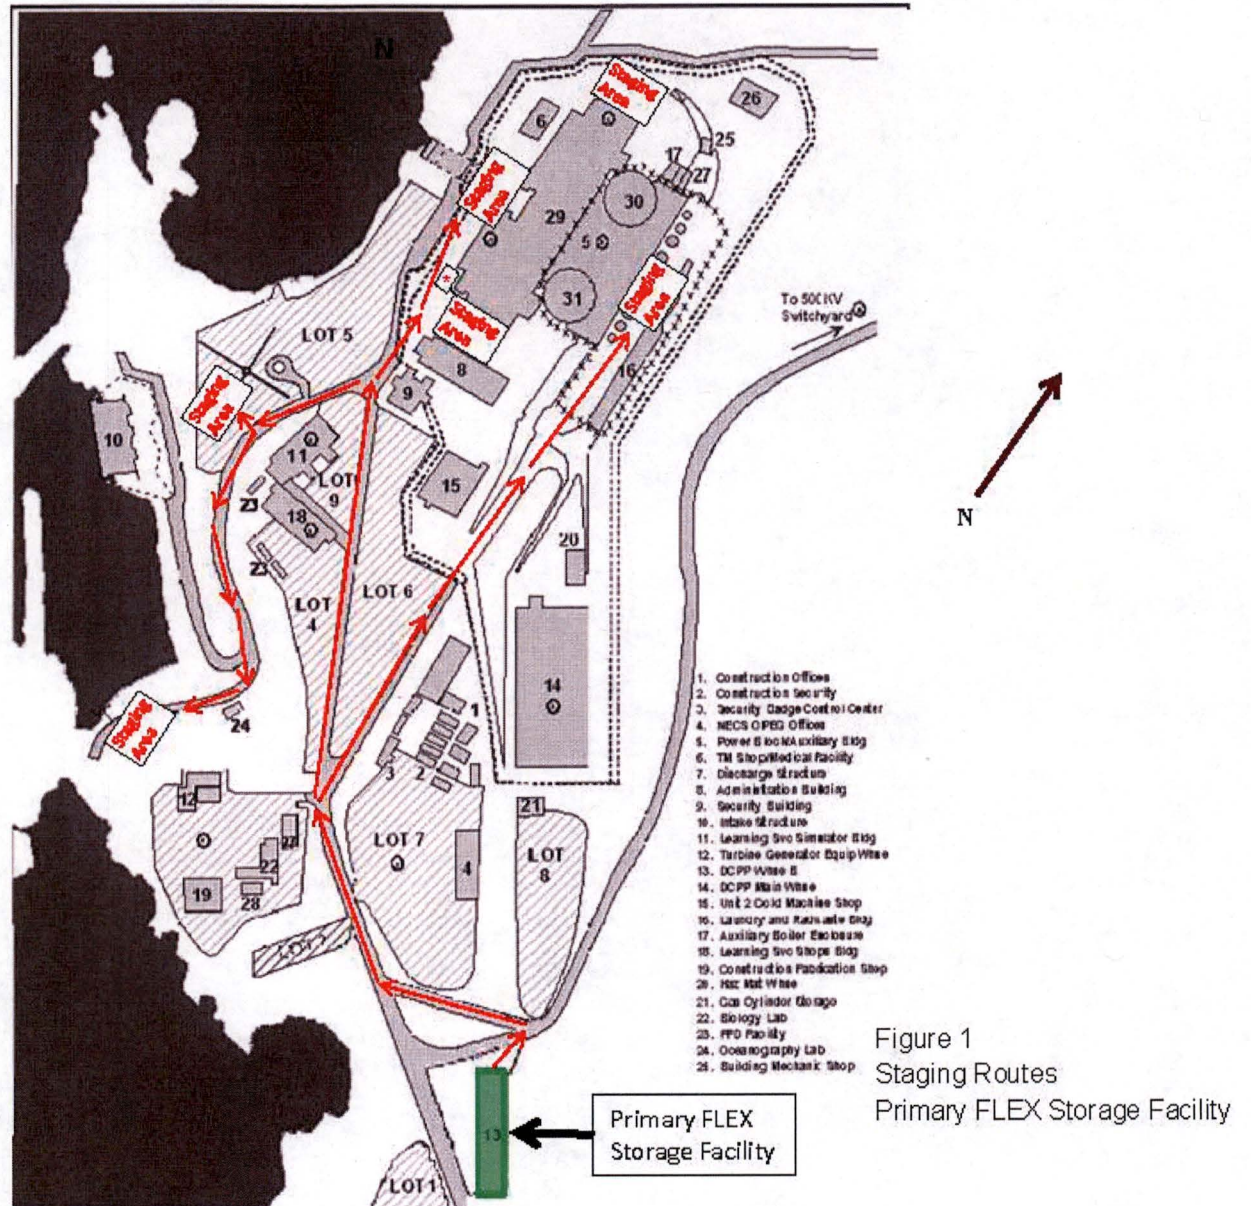 N
Staging
Area
26
6
25
17
27
Staging
Area
30
29
5
31
Staging
Area
*
Staging
Area
To 500 KV
Switchyard
LOT 5
8
16
9
Staging
Area
10
11
LOT
9
15
23
18
N
20
23
LOT
4
LOT 6
14
1
Staging
Area
24
3
2
12
21
LOT 7
LOT
8
27
22
4
19
28
1. Construction Offices
2. Construction Security
3. Security Badge Control Center
4. NECS OPEG Offices
5. Power Block/Auxiliary Bldg
6. TM Shop/Medical Facility
7. Discharge Structure
8. Administration Building
9. Security Building
10. Intake Structure
11. Learning Svc Simulator Bldg
12. Turbine Generator Equip Whse
13. DCPP Whse B
14. DCPP Main Whse
15. Unit 2 Cold Machine Shop
16. Laundry and Radwaste Bldg
17. Auxiliary Boiler Enclosure
18. Learning Svc Shops Bldg
19. Construction Fabrication Shop
20. Haz Mat Whse
21. Gas Cylinder Storage
22. Biology Lab
23. FPD Facility
24. Oceanography Lab
25. Building Mechanic Shop
Figure 1
Staging Routes
Primary FLEX Storage Facility
13
Primary FLEX
Storage Facility
LOT 1